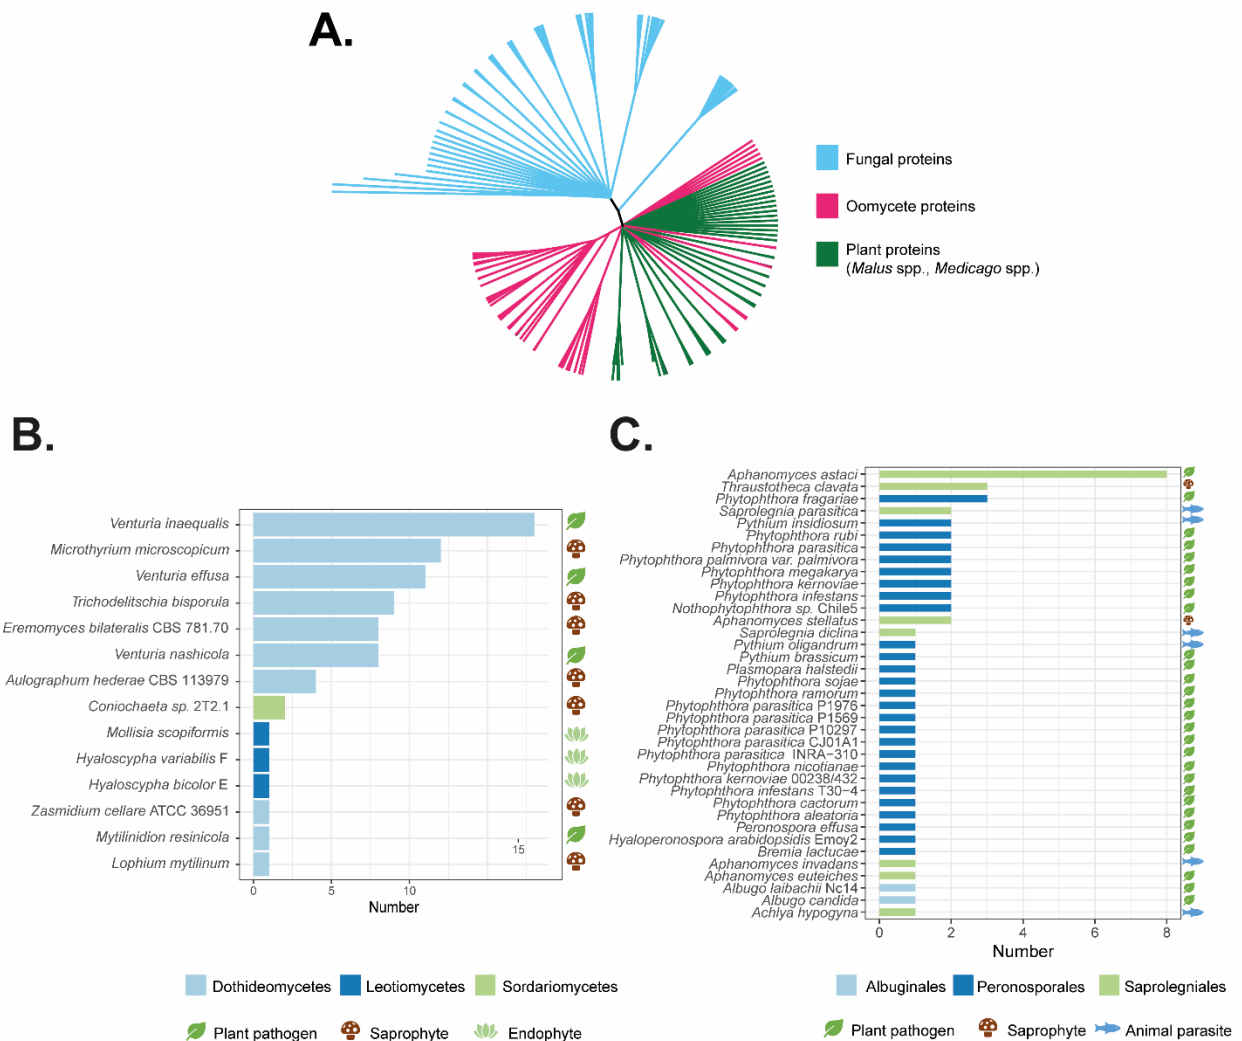 A.
Fungal proteins
Oomycete proteins
Plant proteins
(Malus spp., Medicago spp.)
B.
Venturia inaequalis
Microthyrium microscopicum
Venturia effusa
Trichodelitschia bisporula
Eremomyces bilateralis CBS 781.70
Venturia nashicola
Aulographum hederae CBS 113979
Coniochaeta sp. 2T2.1
Mollisia scopiformis
Hyaloscypha variabilis F
Hyaloscypha bicolor E
Zasmidium cellare ATCC 36951
Mytilinidion resinicola
Lophium mytilinum
15
0 5 10
Number
Dothideomycetes Leotiomycetes Sordariomycetes
Plant pathogen Saprophyte Endophyte
C.
Aphanomyces astaci
Thraustotheca clavata
Phytophthora fragariae
Saprolegnia parasitica
Pythium insidiosum
Phytophthora rubi
Phytophthora parasitica
Phytophthora palmivora var. palmivora
Phytophthora megakarya
Phytophthora kernoviae
Phytophthora infestans
Nothophytophthora sp. Chile5
Aphanomyces stellatus
Saprolegnia diclina
Pythium oligandrum
Pythium brassicum
Plasmopara halstedii
Phytophthora sojae
Phytophthora ramorum
Phytophthora parasitica P1976
Phytophthora parasitica P1569
Phytophthora parasitica P10297
Phytophthora parasitica CJ01A1
Phytophthora parasitica INRA−310
Phytophthora nicotianae
Phytophthora kernoviae 00238/432
Phytophthora infestans T30−4
Phytophthora cactorum
Phytophthora aleatoria
Peronospora effusa
Hyaloperonospora arabidopsidis Emoy2
Bremia lactucae
Aphanomyces invadans
Aphanomyces euteiches
Albugo laibachii Nc14
Albugo candida
Achlya hypogyna
0 2 4 6 8
Number
Albuginales Peronosporales Saprolegniales
Plant pathogen Saprophyte Animal parasite